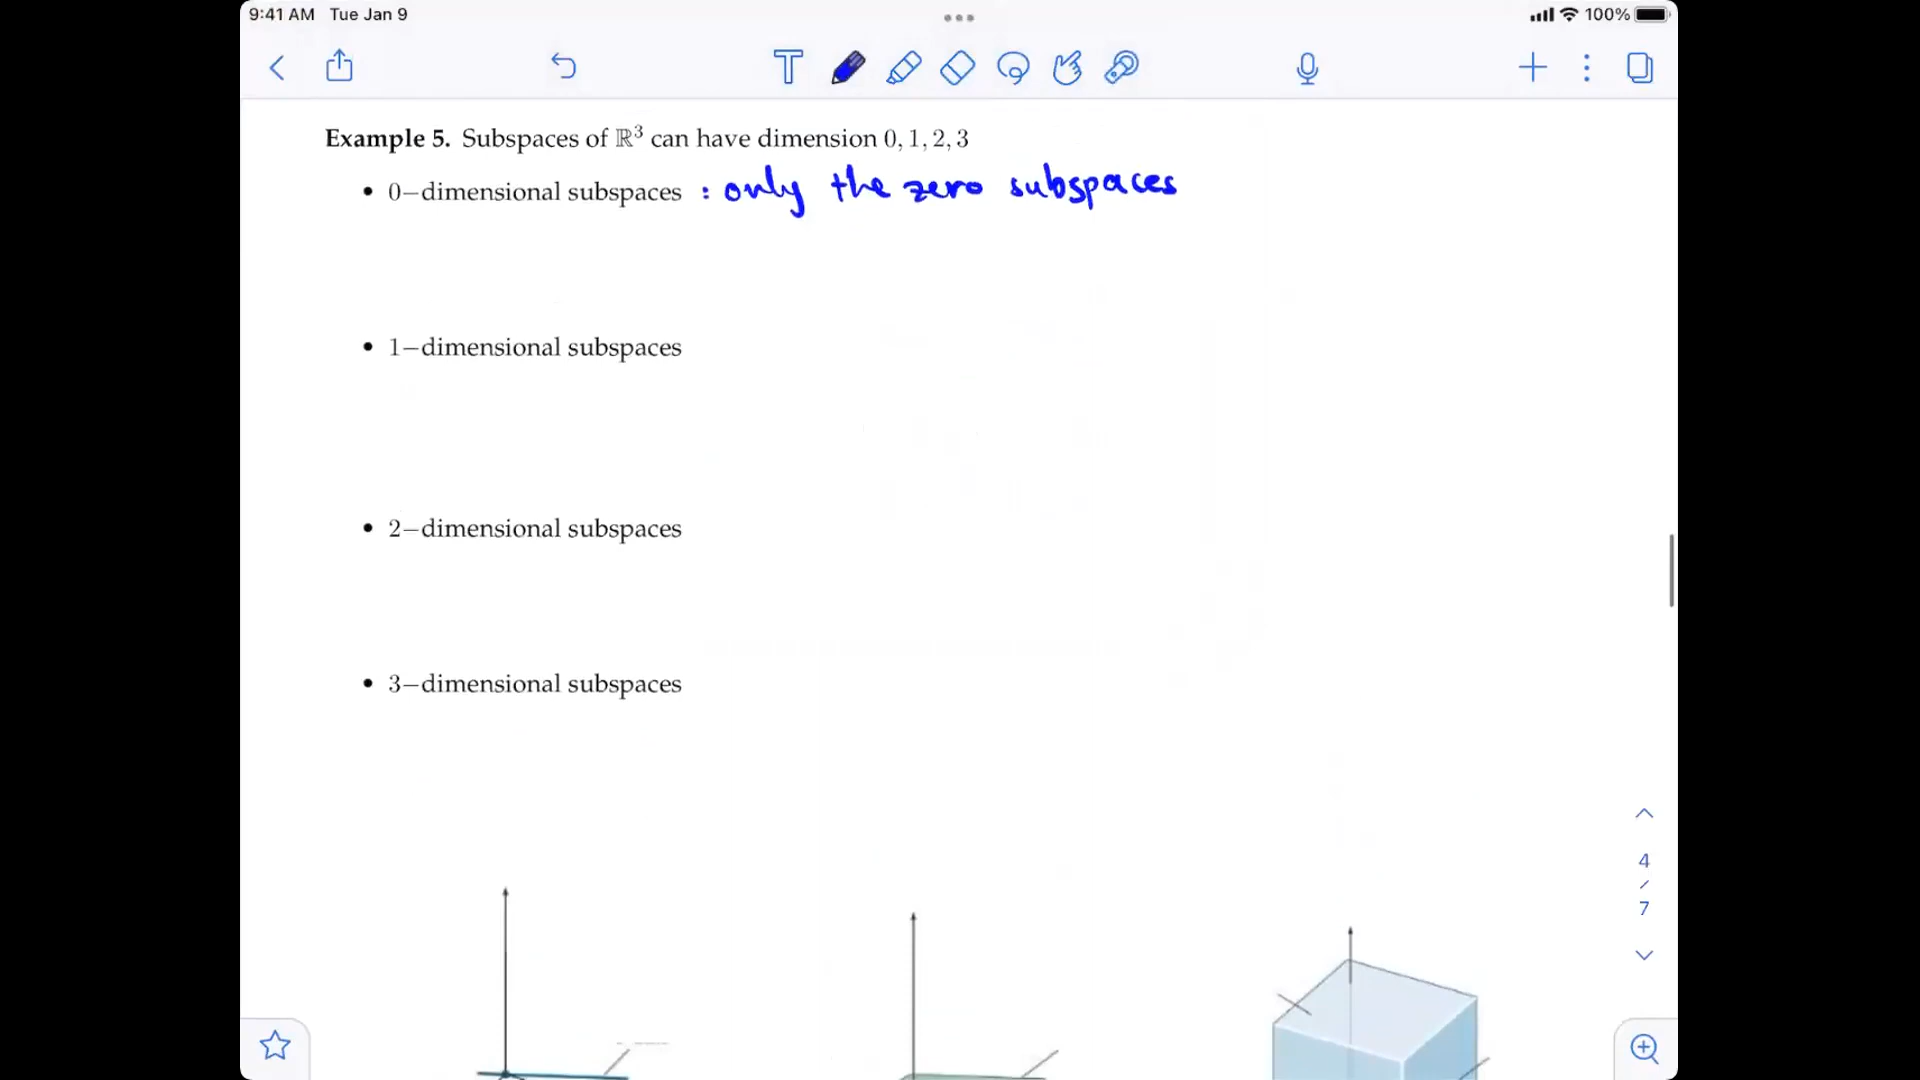 9:41 AM Tue Jan 9
100%
Example 5. Subspaces of ℝ³ can have dimension 0, 1, 2, 3
• 0−dimensional subspaces : only the zero subspaces
• 1−dimensional subspaces
• 2−dimensional subspaces
• 3−dimensional subspaces
4
/
7